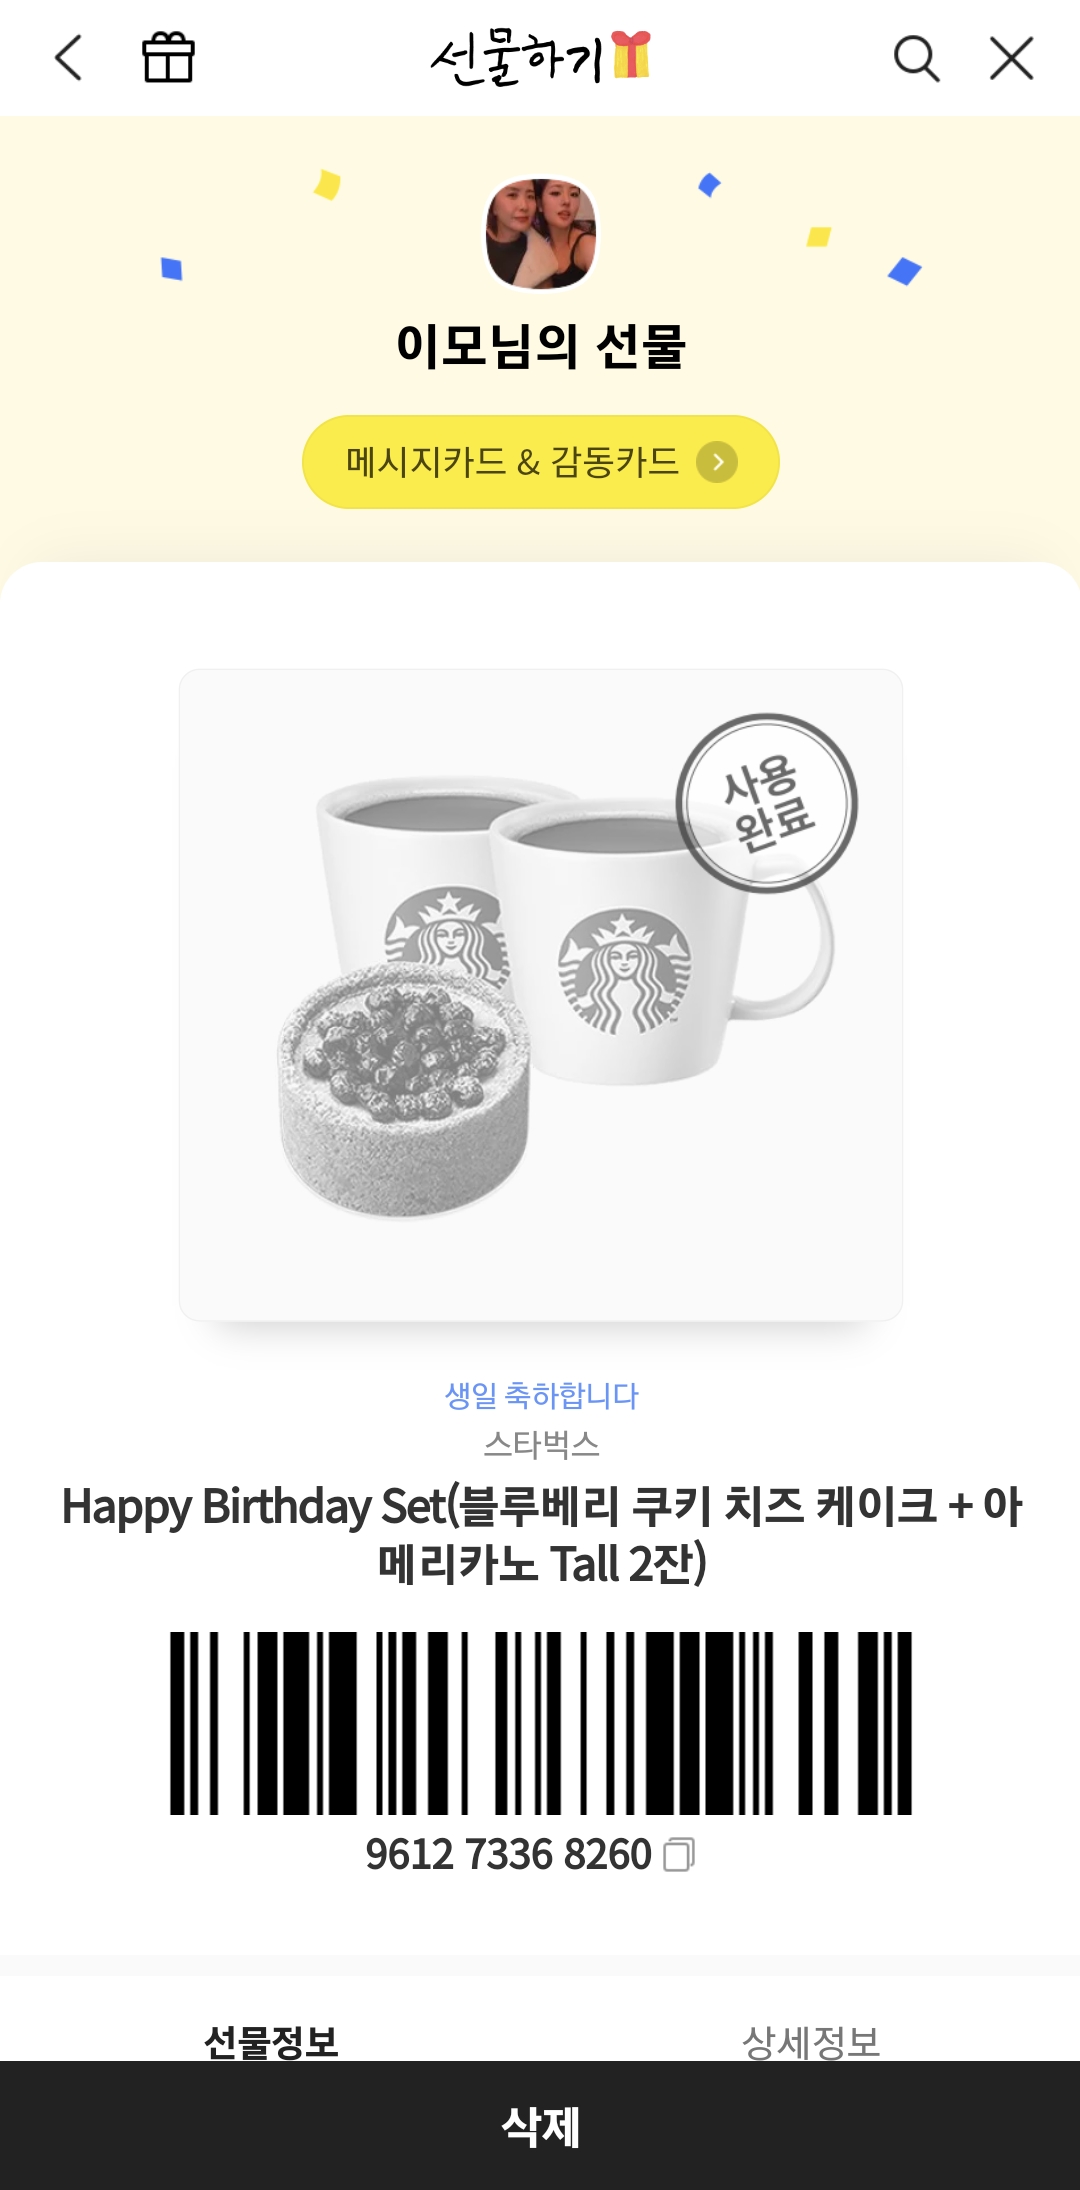 선물하기
이모님의 선물
메시지카드 & 감동카드
사용
완료
생일 축하합니다
스타벅스
Happy Birthday Set(블루베리 쿠키 치즈 케이크 + 아
메리카노 Tall 2잔)
9612 7336 8260
선물정보
상세정보
삭제